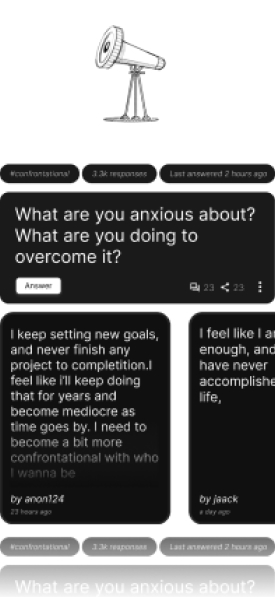 #confrontational 3.3k responses Last answered 2 hours ago
What are you anxious about?
What are you doing to
overcome it?
Answer 23 23
I keep setting new goals,
and never finish any
project to completition.I
feel like i'll keep doing
that for years and
become mediocre as
time goes by. I need to
become a bit more
confrontational with who
I wanna be
by anon124
23 hours ago
I feel like I a
enough, and
have never
accomplishe
life,
by jaack
a day ago
#confrontational 3.3k responses Last answered 2 hours ago
What are you anxious about?